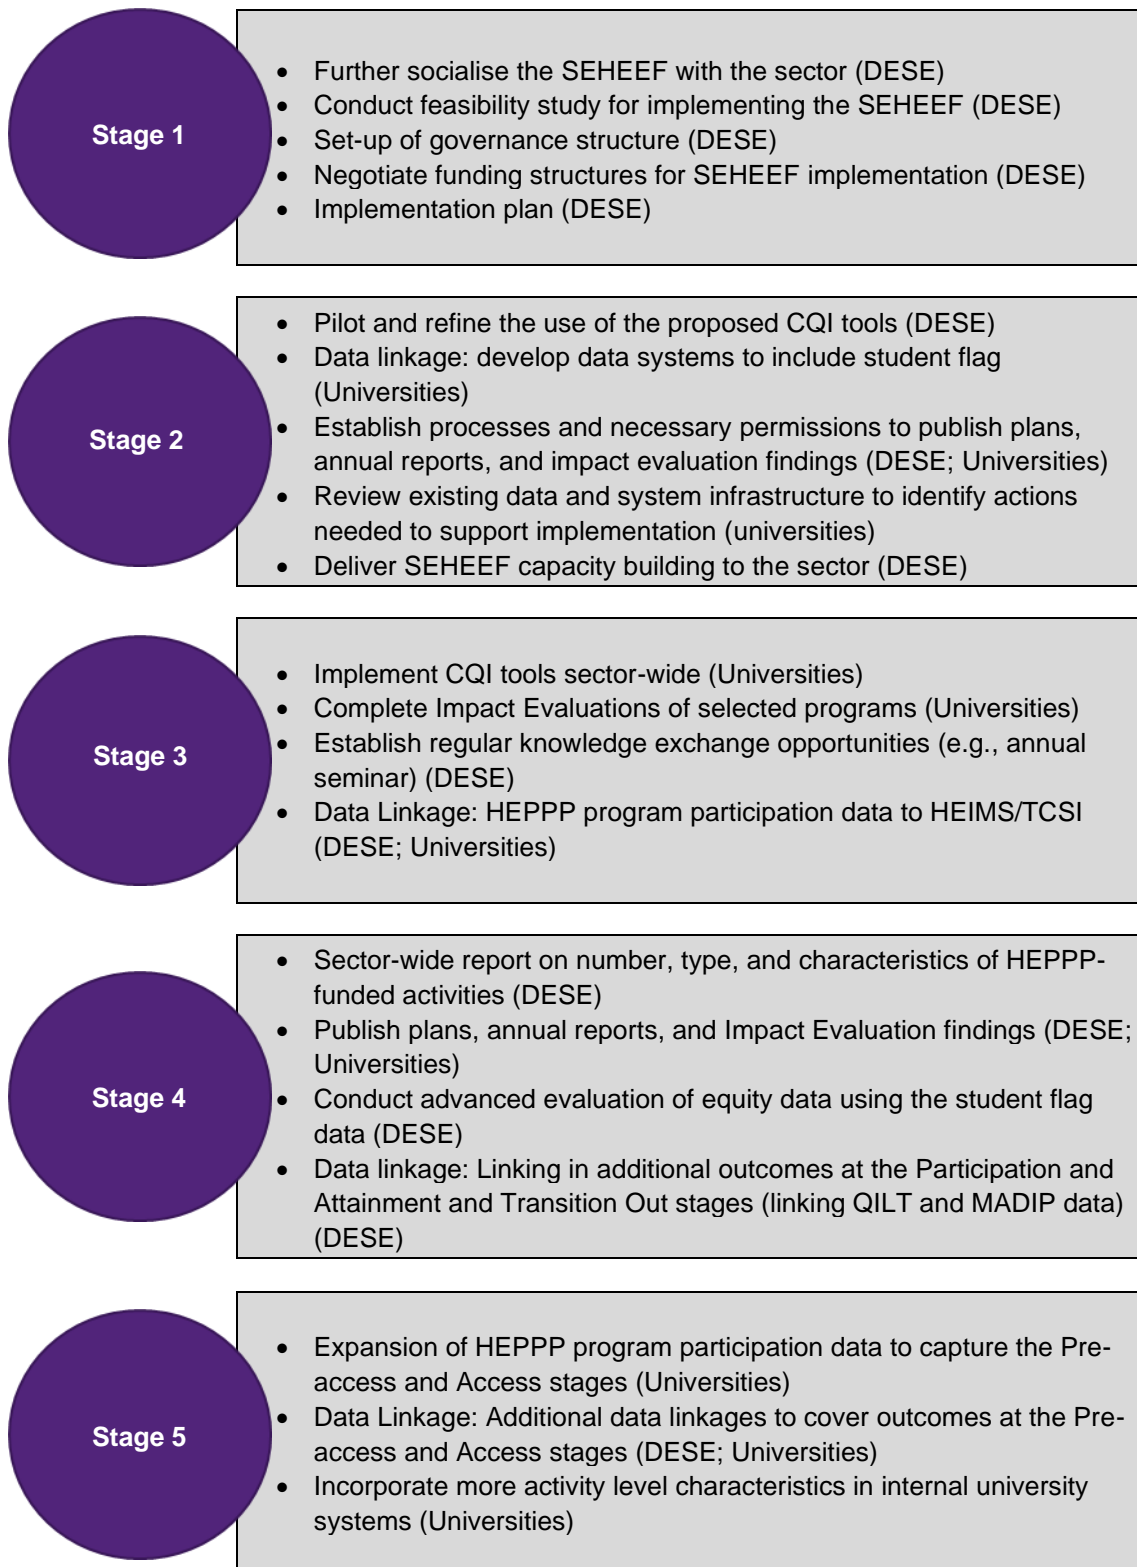 Stage 1
• Further socialise the SEHEEF with the sector (DESE)
• Conduct feasibility study for implementing the SEHEEF (DESE)
• Set-up of governance structure (DESE)
• Negotiate funding structures for SEHEEF implementation (DESE)
• Implementation plan (DESE)
Stage 2
• Pilot and refine the use of the proposed CQI tools (DESE)
• Data linkage: develop data systems to include student flag
(Universities)
• Establish processes and necessary permissions to publish plans,
annual reports, and impact evaluation findings (DESE; Universities)
• Review existing data and system infrastructure to identify actions
needed to support implementation (universities)
• Deliver SEHEEF capacity building to the sector (DESE)
Stage 3
• Implement CQI tools sector-wide (Universities)
• Complete Impact Evaluations of selected programs (Universities)
• Establish regular knowledge exchange opportunities (e.g., annual
seminar) (DESE)
• Data Linkage: HEPPP program participation data to HEIMS/TCSI
(DESE; Universities)
Stage 4
• Sector-wide report on number, type, and characteristics of HEPPP-
funded activities (DESE)
• Publish plans, annual reports, and Impact Evaluation findings (DESE;
Universities)
• Conduct advanced evaluation of equity data using the student flag
data (DESE)
• Data linkage: Linking in additional outcomes at the Participation and
Attainment and Transition Out stages (linking QILT and MADIP data)
(DESE)
Stage 5
• Expansion of HEPPP program participation data to capture the Pre-
access and Access stages (Universities)
• Data Linkage: Additional data linkages to cover outcomes at the Pre-
access and Access stages (DESE; Universities)
• Incorporate more activity level characteristics in internal university
systems (Universities)